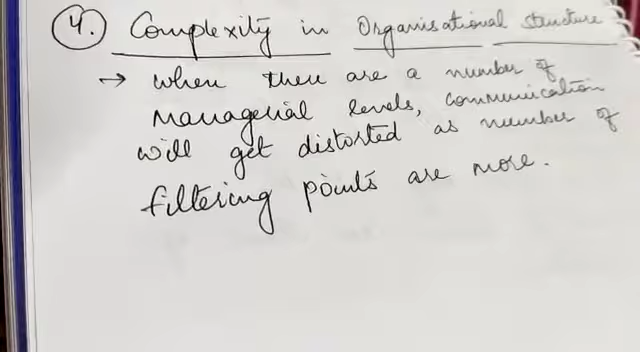 4. Complexity in Organisational structure
→ when there are a number of
managerial levels, communication
will get distorted as number of
filtering points are more.